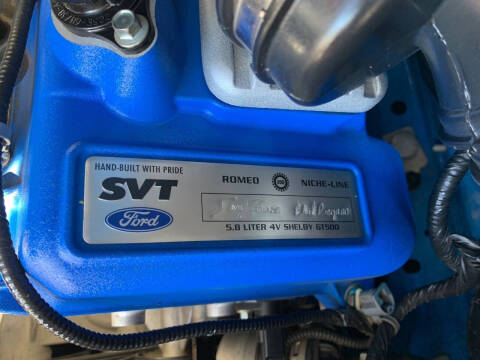 HAND-BUILT WITH PRIDE
SVT
Ford
ROMEO NICHE-LINE
5.8 LITER 4V SHELBY GT500